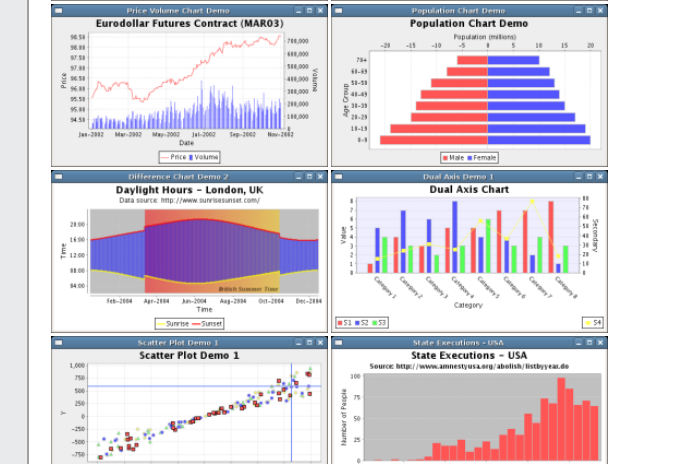 Price Volume Chart Demo
Eurodollar Futures Contract (MAR03)
98.50
98.00
97.50
97.00
96.50
96.00
95.50
95.00
94.50
Price
700,000
600,000
500,000
400,000
300,000
200,000
100,000
0
Volume
Jan-2002 Mar-2002 May-2002 Jul-2002 Sep-2002 Nov-2002
Date
Price Volume
Population Chart Demo
Population Chart Demo
Population (millions)
-20 -15 -10 -5 0 5 10 15 20
Age Group
70+
60-69
50-59
40-49
30-39
20-29
10-19
0-9
Male Female
Difference Chart Demo 2
Daylight Hours - London, UK
Data source: http://www.sunrisesunset.com/
Time
20:00
16:00
12:00
08:00
04:00
British Summer Time
Feb-2004 Apr-2004 Jun-2004 Aug-2004 Oct-2004 Dec-2004
Time
Sunrise Sunset
Dual Axis Demo 1
Dual Axis Chart
Value
8
7
6
5
4
3
2
1
0
80
70
60
50
40
30
20
10
0
Secondary
Category 1 Category 2 Category 3 Category 4 Category 5 Category 6 Category 7 Category 8
Category
S1 S2 S3
S4
Scatter Plot Demo 1
Scatter Plot Demo 1
1,000
750
500
250
0
-250
-500
-750
Y
State Executions - USA
State Executions - USA
Source: http://www.amnestyusa.org/abolish/listbyyear.do
Number of People
100
75
50
25